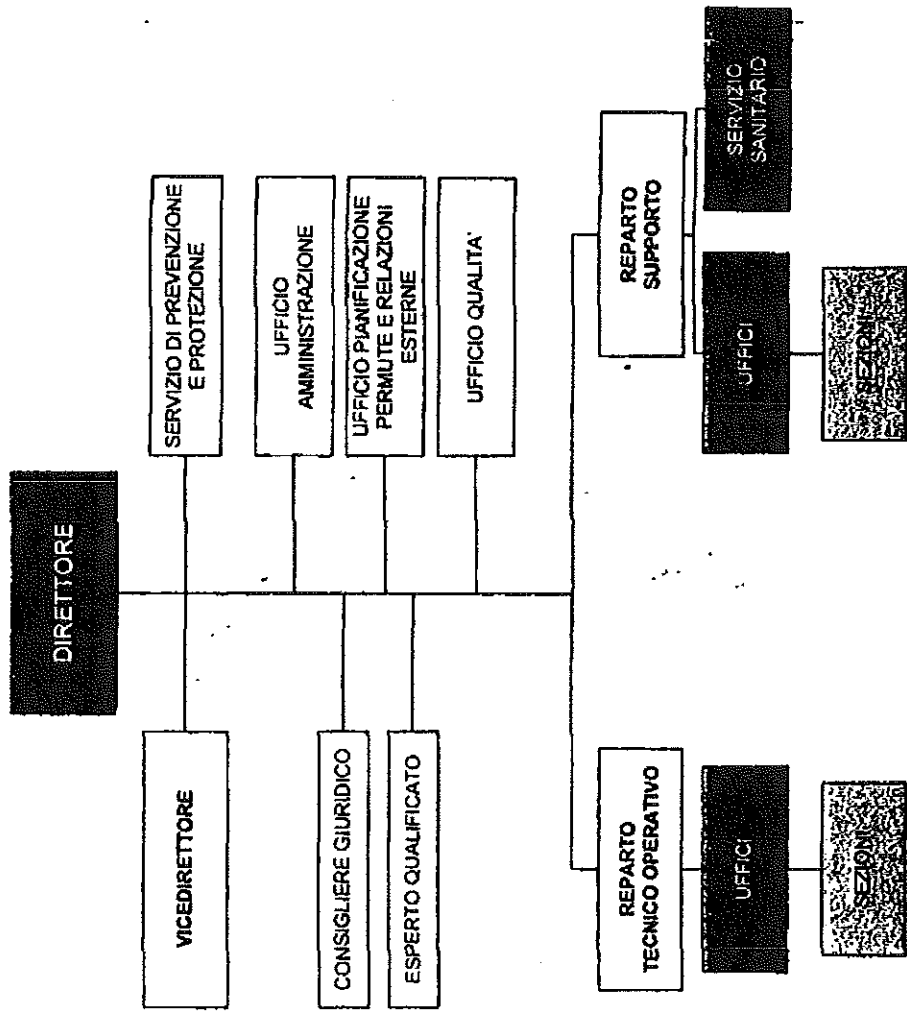 DIRETTORE
VICEDIRETTORE
SERVIZIO DI PREVENZIONE
E PROTEZIONE
UFFICIO
AMMINISTRAZIONE
CONSIGLIERE GIURIDICO
UFFICIO PIANIFICAZIONE
PERMUTE E RELAZIONI
ESTERNE
ESPERTO QUALIFICATO
UFFICIO QUALITA'
REPARTO
TECNICO OPERATIVO
REPARTO
SUPPORTO
UFFICI
UFFICI
SERVIZIO
SANITARIO
SEZIONI
SEZIONI